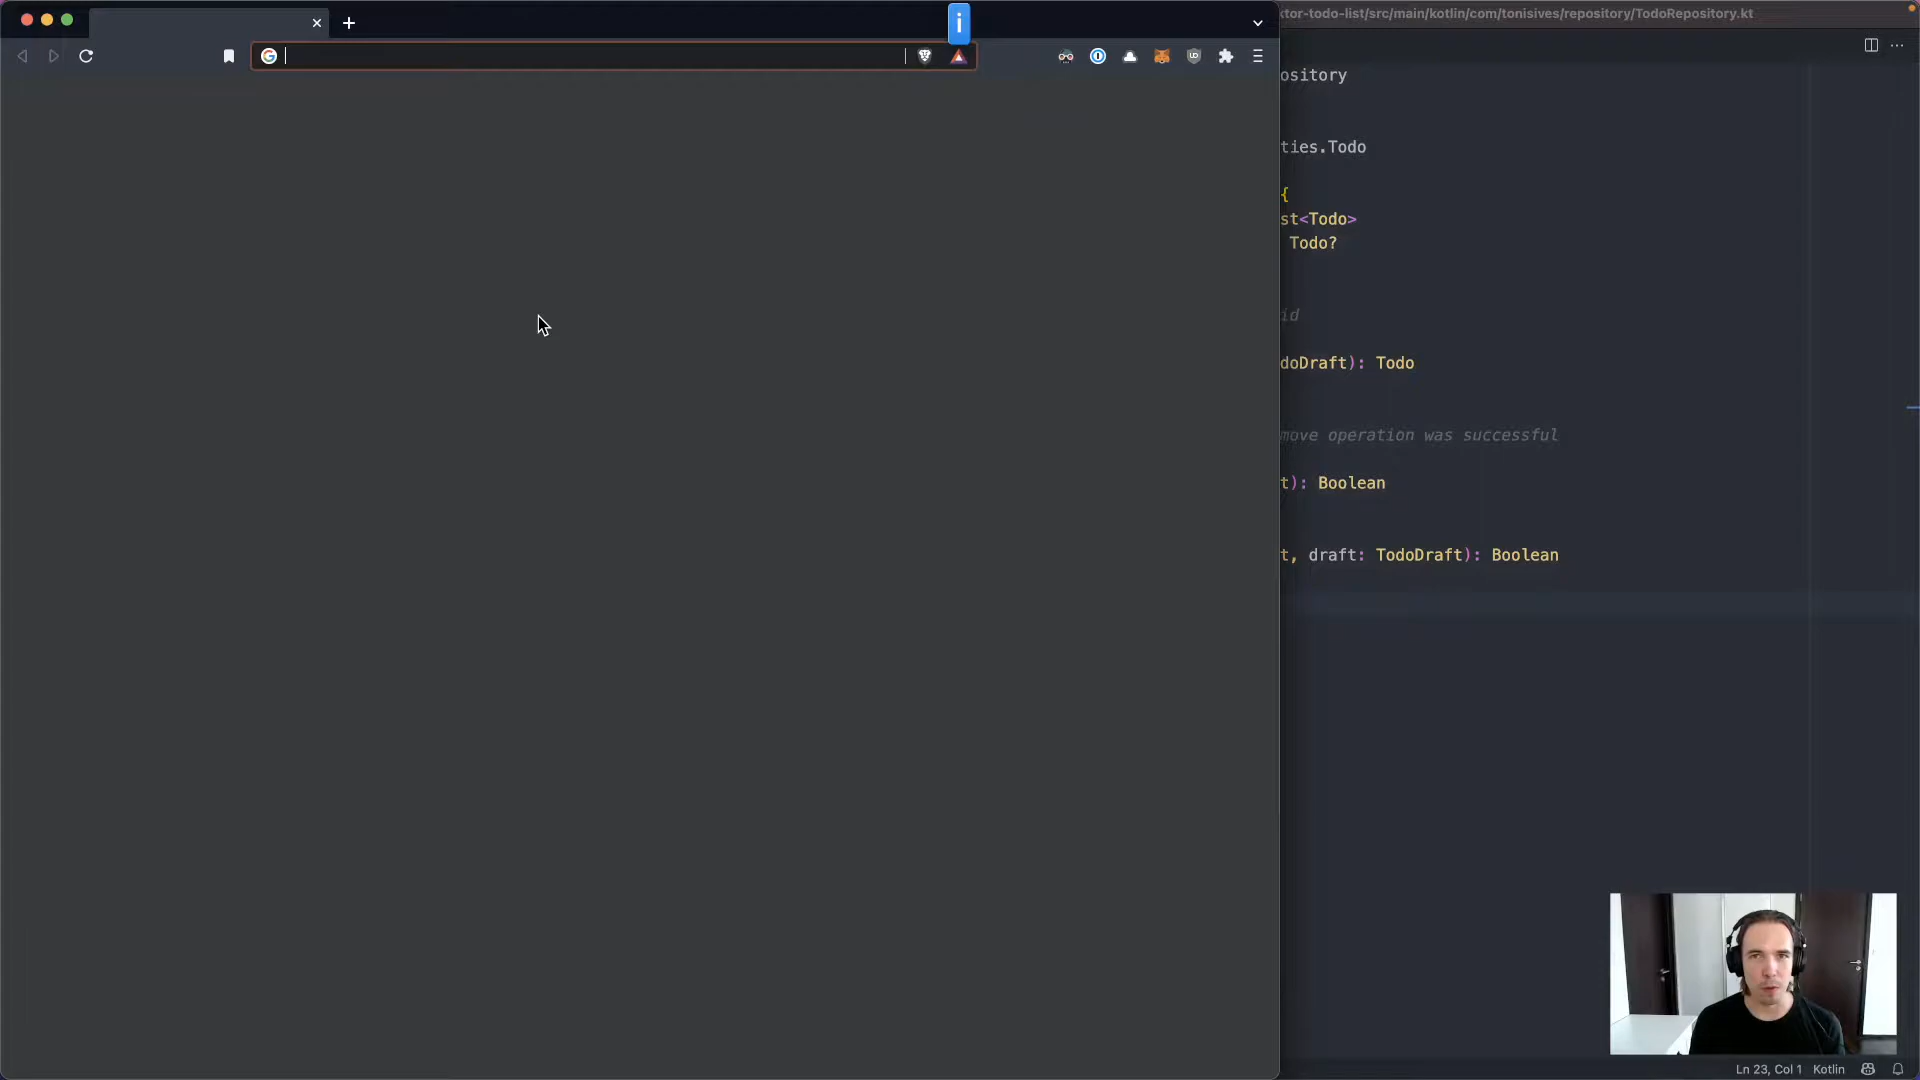 ktor-todo-list/src/main/kotlin/com/tonisives/repository/TodoRepository.kt
ository
ties.Todo
{
st<Todo>
Todo?
id
doDraft): Todo
move operation was successful
t): Boolean
t, draft: TodoDraft): Boolean
Ln 23, Col 1 Kotlin